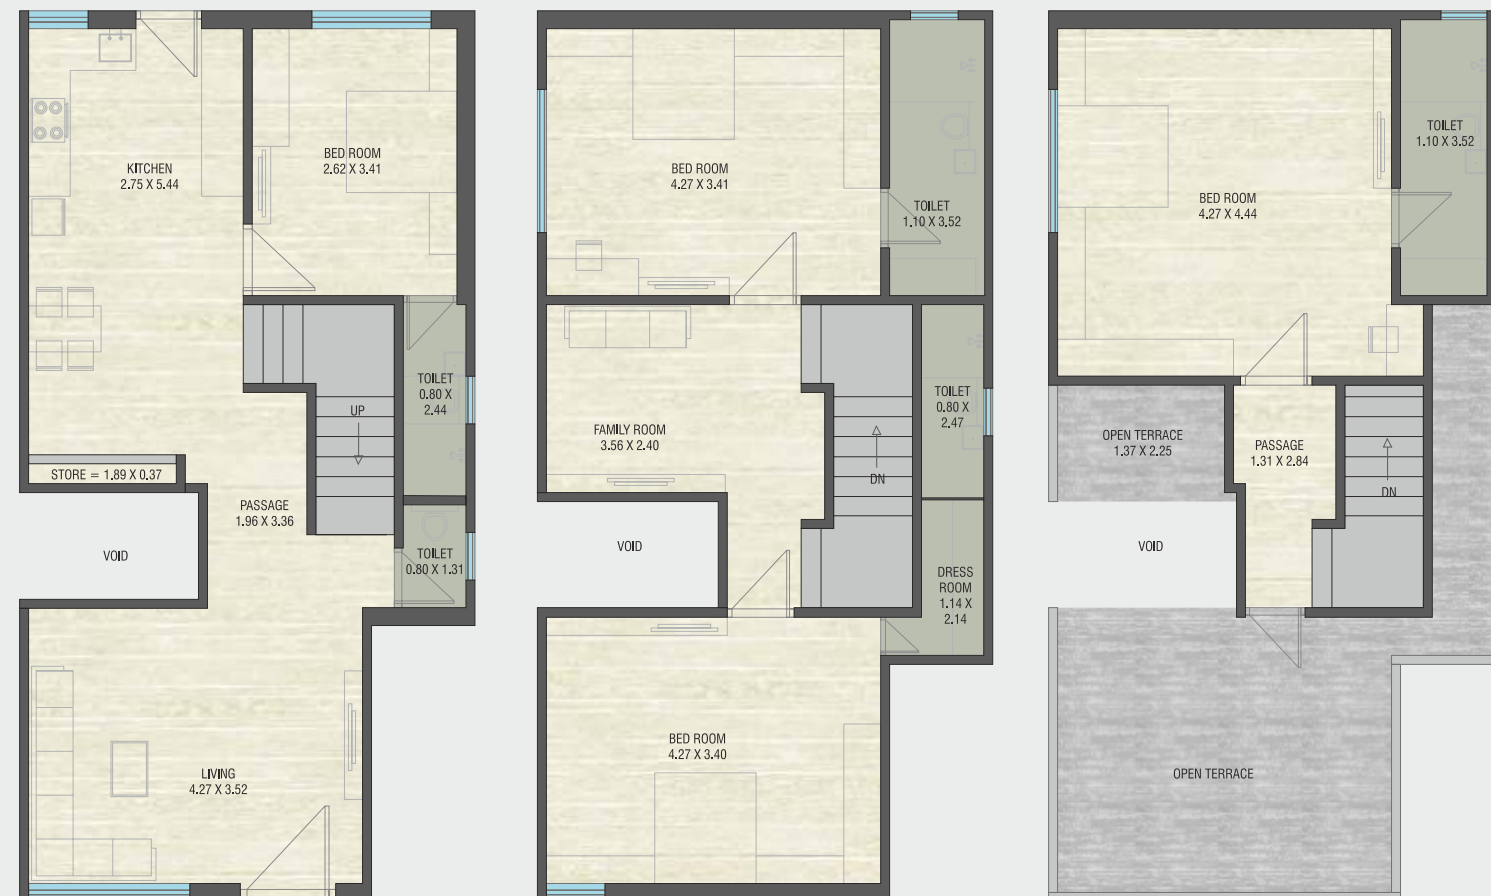 KITCHEN
2.75 X 5.44
BED ROOM
2.62 X 3.41
TOILET
0.80 X
2.44
UP
STORE = 1.89 X 0.37
PASSAGE
1.96 X 3.36
VOID
TOILET
0.80 X 1.31
LIVING
4.27 X 3.52
BED ROOM
4.27 X 3.41
TOILET
1.10 X 3.52
FAMILY ROOM
3.56 X 2.40
TOILET
0.80 X
2.47
DN
VOID
DRESS
ROOM
1.14 X
2.14
BED ROOM
4.27 X 3.40
TOILET
1.10 X 3.52
BED ROOM
4.27 X 4.44
OPEN TERRACE
1.37 X 2.25
PASSAGE
1.31 X 2.84
DN
VOID
OPEN TERRACE